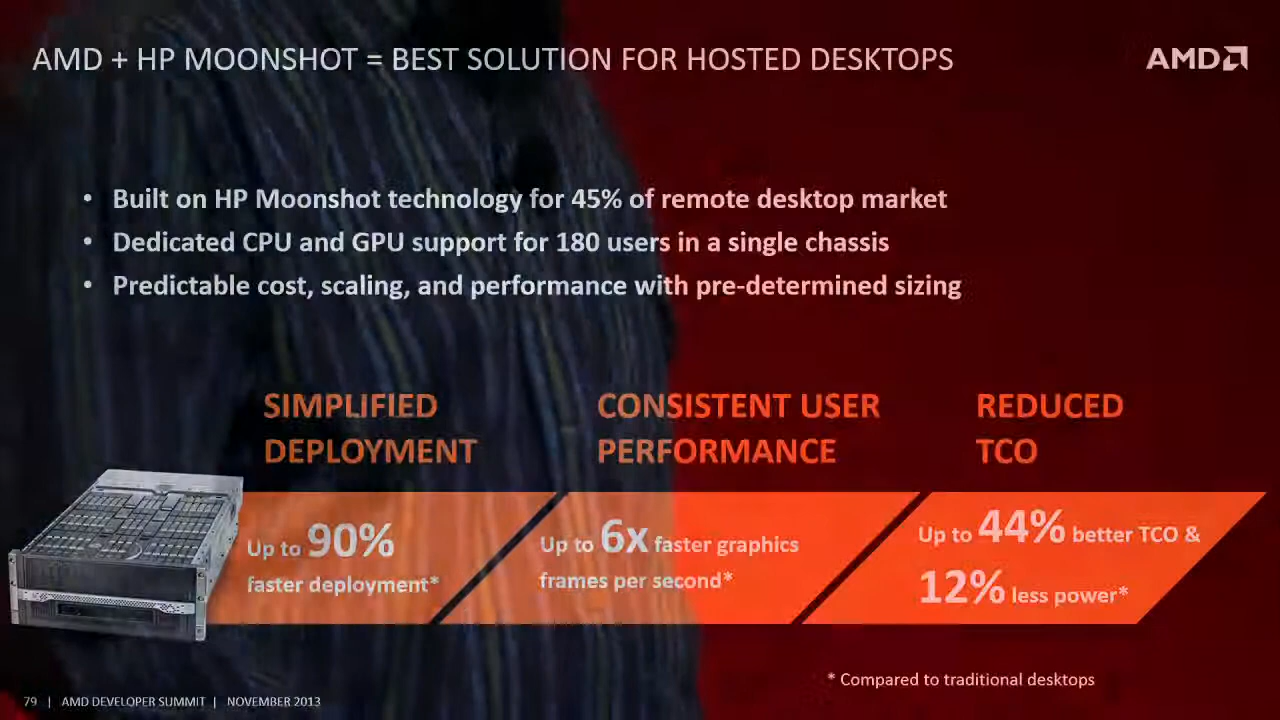 AMD + HP MOONSHOT = BEST SOLUTION FOR HOSTED DESKTOPS
AMD
• Built on HP Moonshot technology for 45% of remote desktop market
• Dedicated CPU and GPU support for 180 users in a single chassis
• Predictable cost, scaling, and performance with pre-determined sizing
SIMPLIFIED
DEPLOYMENT
Up to 90%
faster deployment*
CONSISTENT USER
PERFORMANCE
Up to 6x faster graphics
frames per second*
REDUCED
TCO
Up to 44% better TCO &
12% less power*
* Compared to traditional desktops
79 | AMD DEVELOPER SUMMIT | NOVEMBER 2013